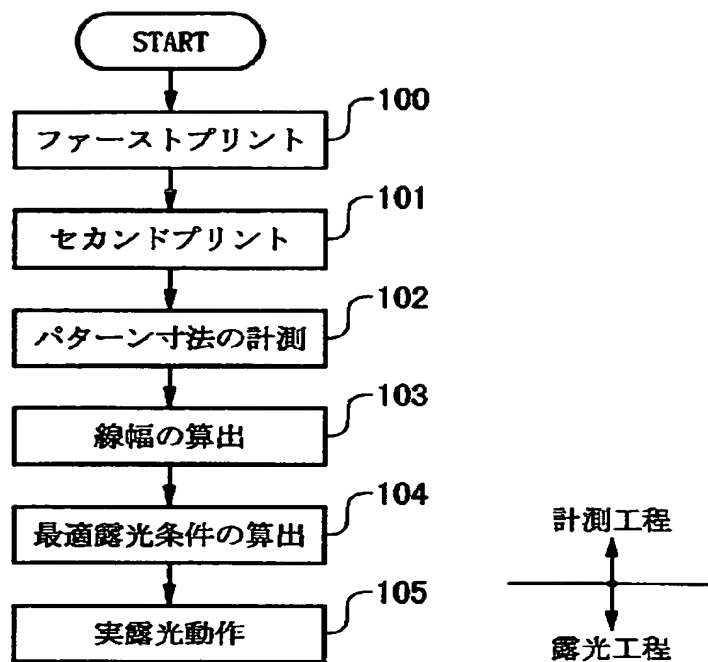 START
100
ファーストプリント
101
セカンドプリント
102
パターン寸法の計測
103
線幅の算出
104
最適露光条件の算出
105
実露光動作
計測工程
露光工程